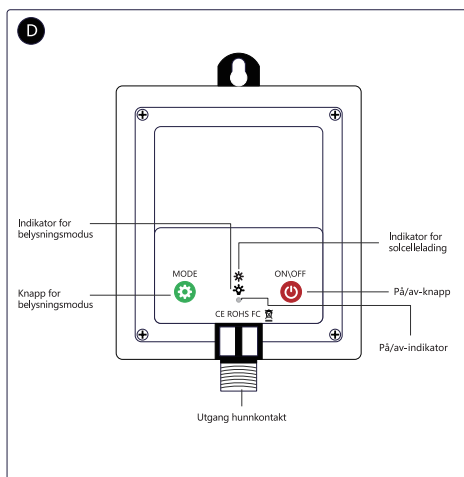 D
Indikator for
belysningsmodus
Indikator for
solcellelading
MODE
ON\OFF
Knapp for
belysningsmodus
På/av-knapp
CE ROHS FC
På/av-indikator
Utgang hunnkontakt